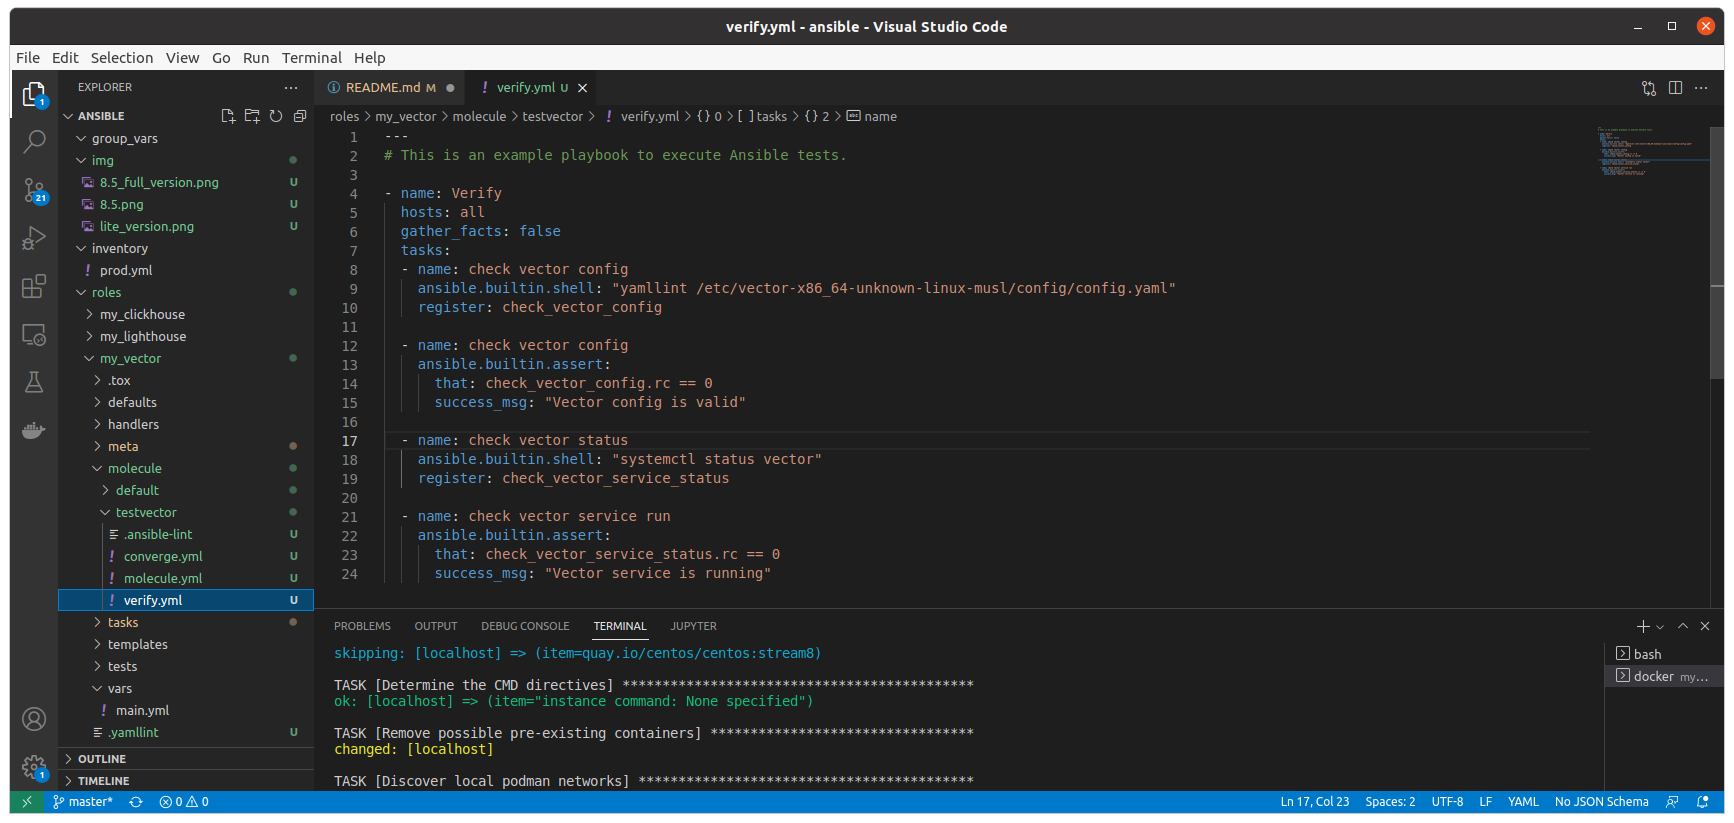 verify.yml - ansible - Visual Studio Code
File Edit Selection View Go Run Terminal Help
EXPLORER
ANSIBLE
group_vars
img
8.5_full_version.png U
8.5.png U
lite_version.png U
inventory
! prod.yml
roles
my_clickhouse
my_lighthouse
my_vector
.tox
defaults
handlers
meta
molecule
default
testvector
.ansible-lint U
! converge.yml U
! molecule.yml U
! verify.yml U
tasks
templates
tests
vars
! main.yml
.yamllint U
OUTLINE
TIMELINE
1
21
1
README.md M
! verify.yml U
roles > my_vector > molecule > testvector > ! verify.yml > {} 0 > [ ] tasks > {} 2 > abc name
1 ---
2 # This is an example playbook to execute Ansible tests.
3
4 - name: Verify
5 hosts: all
6 gather_facts: false
7 tasks:
8 - name: check vector config
9 ansible.builtin.shell: "yamllint /etc/vector-x86_64-unknown-linux-musl/config/config.yaml"
10 register: check_vector_config
11
12 - name: check vector config
13 ansible.builtin.assert:
14 that: check_vector_config.rc == 0
15 success_msg: "Vector config is valid"
16
17 - name: check vector status
18 ansible.builtin.shell: "systemctl status vector"
19 register: check_vector_service_status
20
21 - name: check vector service run
22 ansible.builtin.assert:
23 that: check_vector_service_status.rc == 0
24 success_msg: "Vector service is running"
PROBLEMS OUTPUT DEBUG CONSOLE TERMINAL JUPYTER
skipping: [localhost] => (item=quay.io/centos/centos:stream8)
TASK [Determine the CMD directives] ********************************************
ok: [localhost] => (item="instance command: None specified")
TASK [Remove possible pre-existing containers] *********************************
changed: [localhost]
TASK [Discover local podman networks] ******************************************
bash
docker my...
master* 0 0 Ln 17, Col 23 Spaces: 2 UTF-8 LF YAML No JSON Schema